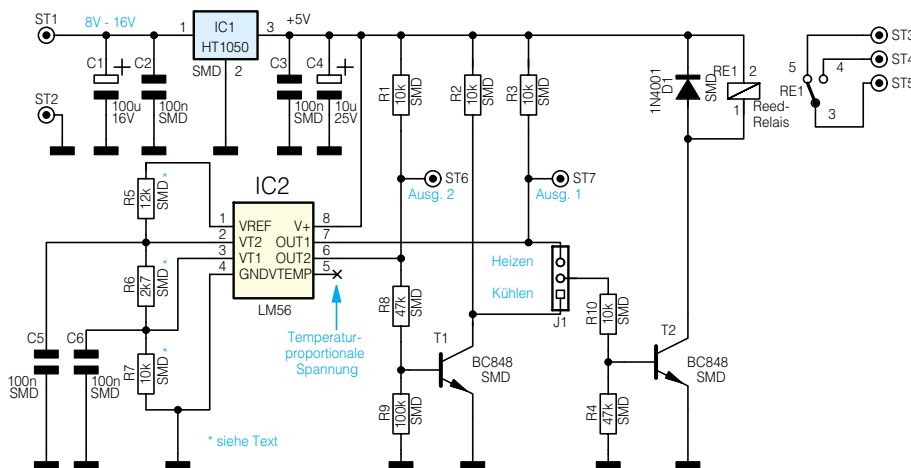 ST1
8V - 16V
1
IC1
HT1050
3
+5V
SMD
2
C1
+
100u
16V
C2
100n
SMD
C3
100n
SMD
C4
+
10u
25V
ST2
R1
10k
SMD
R2
10k
SMD
R3
10k
SMD
1N4001
D1
SMD
RE1
2
1
Reed-
Relais
5
4
RE1
3
ST3
ST4
ST5
ST6
Ausg. 2
ST7
Ausg. 1
R5
12k
SMD
*
R6
2k7
SMD
*
R7
10k
SMD
*
IC2
1
VREF
V+
8
2
VT2
OUT1
7
3
VT1
OUT2
6
4
GND
VTEMP
5
LM56
Temperatur-
proportionale
Spannung
C5
100n
SMD
C6
100n
SMD
R8
47k
SMD
R9
100k
SMD
T1
BC848
SMD
Heizen
Kühlen
J1
R10
10k
SMD
R4
47k
SMD
T2
BC848
SMD
* siehe Text